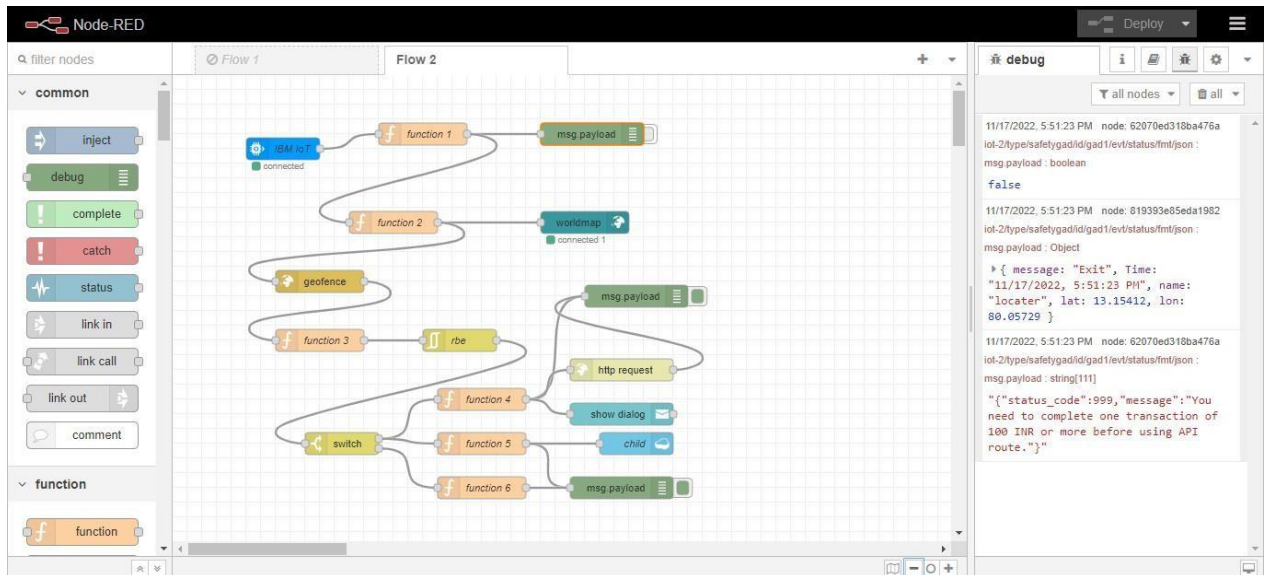 Node-RED
Deploy
filter nodes
Flow 1
Flow 2
debug
i
all nodes
all
common
inject
debug
complete
catch
status
link in
link call
link out
comment
function
function
IBM IoT
connected
function 1
msg.payload
function 2
worldmap
connected 1
geofence
msg.payload
function 3
rbe
http request
function 4
show dialog
switch
function 5
child
function 6
msg.payload
11/17/2022, 5:51:23 PM node: 62070ed318ba476a
iot-2/type/safetygad/id/gad1/evt/status/fmt/json :
msg.payload : boolean
false
11/17/2022, 5:51:23 PM node: 819393e85eda1982
iot-2/type/safetygad/id/gad1/evt/status/fmt/json :
msg.payload : Object
{ message: "Exit", Time:
"11/17/2022, 5:51:23 PM", name:
"locater", lat: 13.15412, lon:
80.05729 }
11/17/2022, 5:51:23 PM node: 62070ed318ba476a
iot-2/type/safetygad/id/gad1/evt/status/fmt/json :
msg.payload : string[111]
"{"status_code":999,"message":"You
need to complete one transaction of
100 INR or more before using API
route."}"